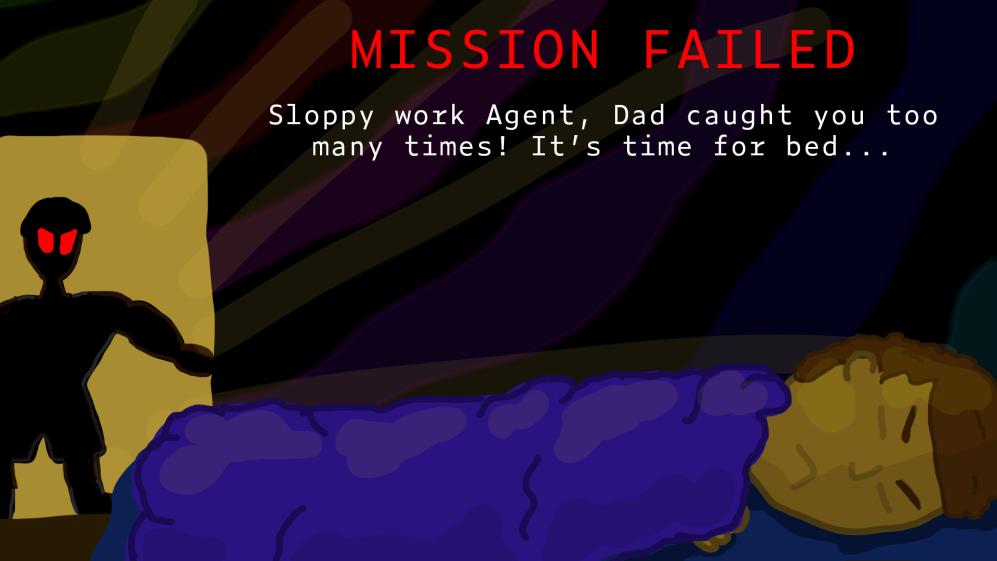 MISSION FAILED
Sloppy work Agent, Dad caught you too
many times! It's time for bed...